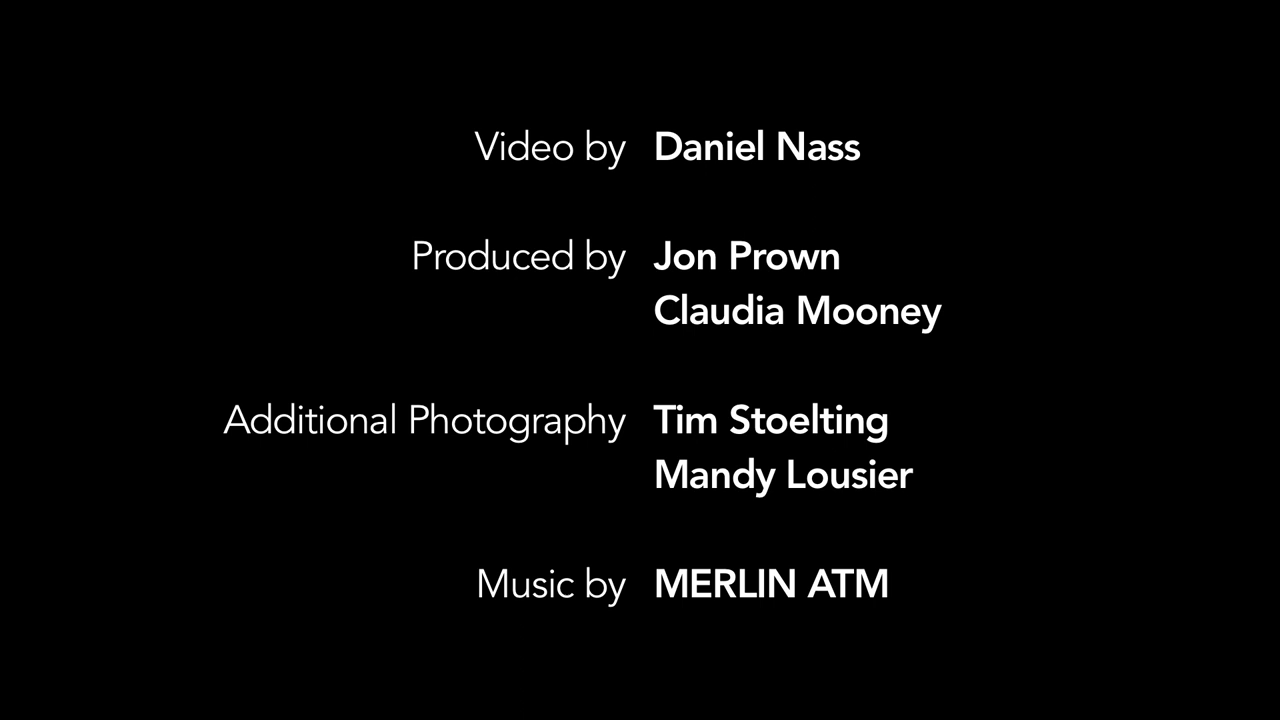 Video by Daniel Nass
Produced by Jon Prown
Claudia Mooney
Additional Photography Tim Stoelting
Mandy Lousier
Music by MERLIN ATM